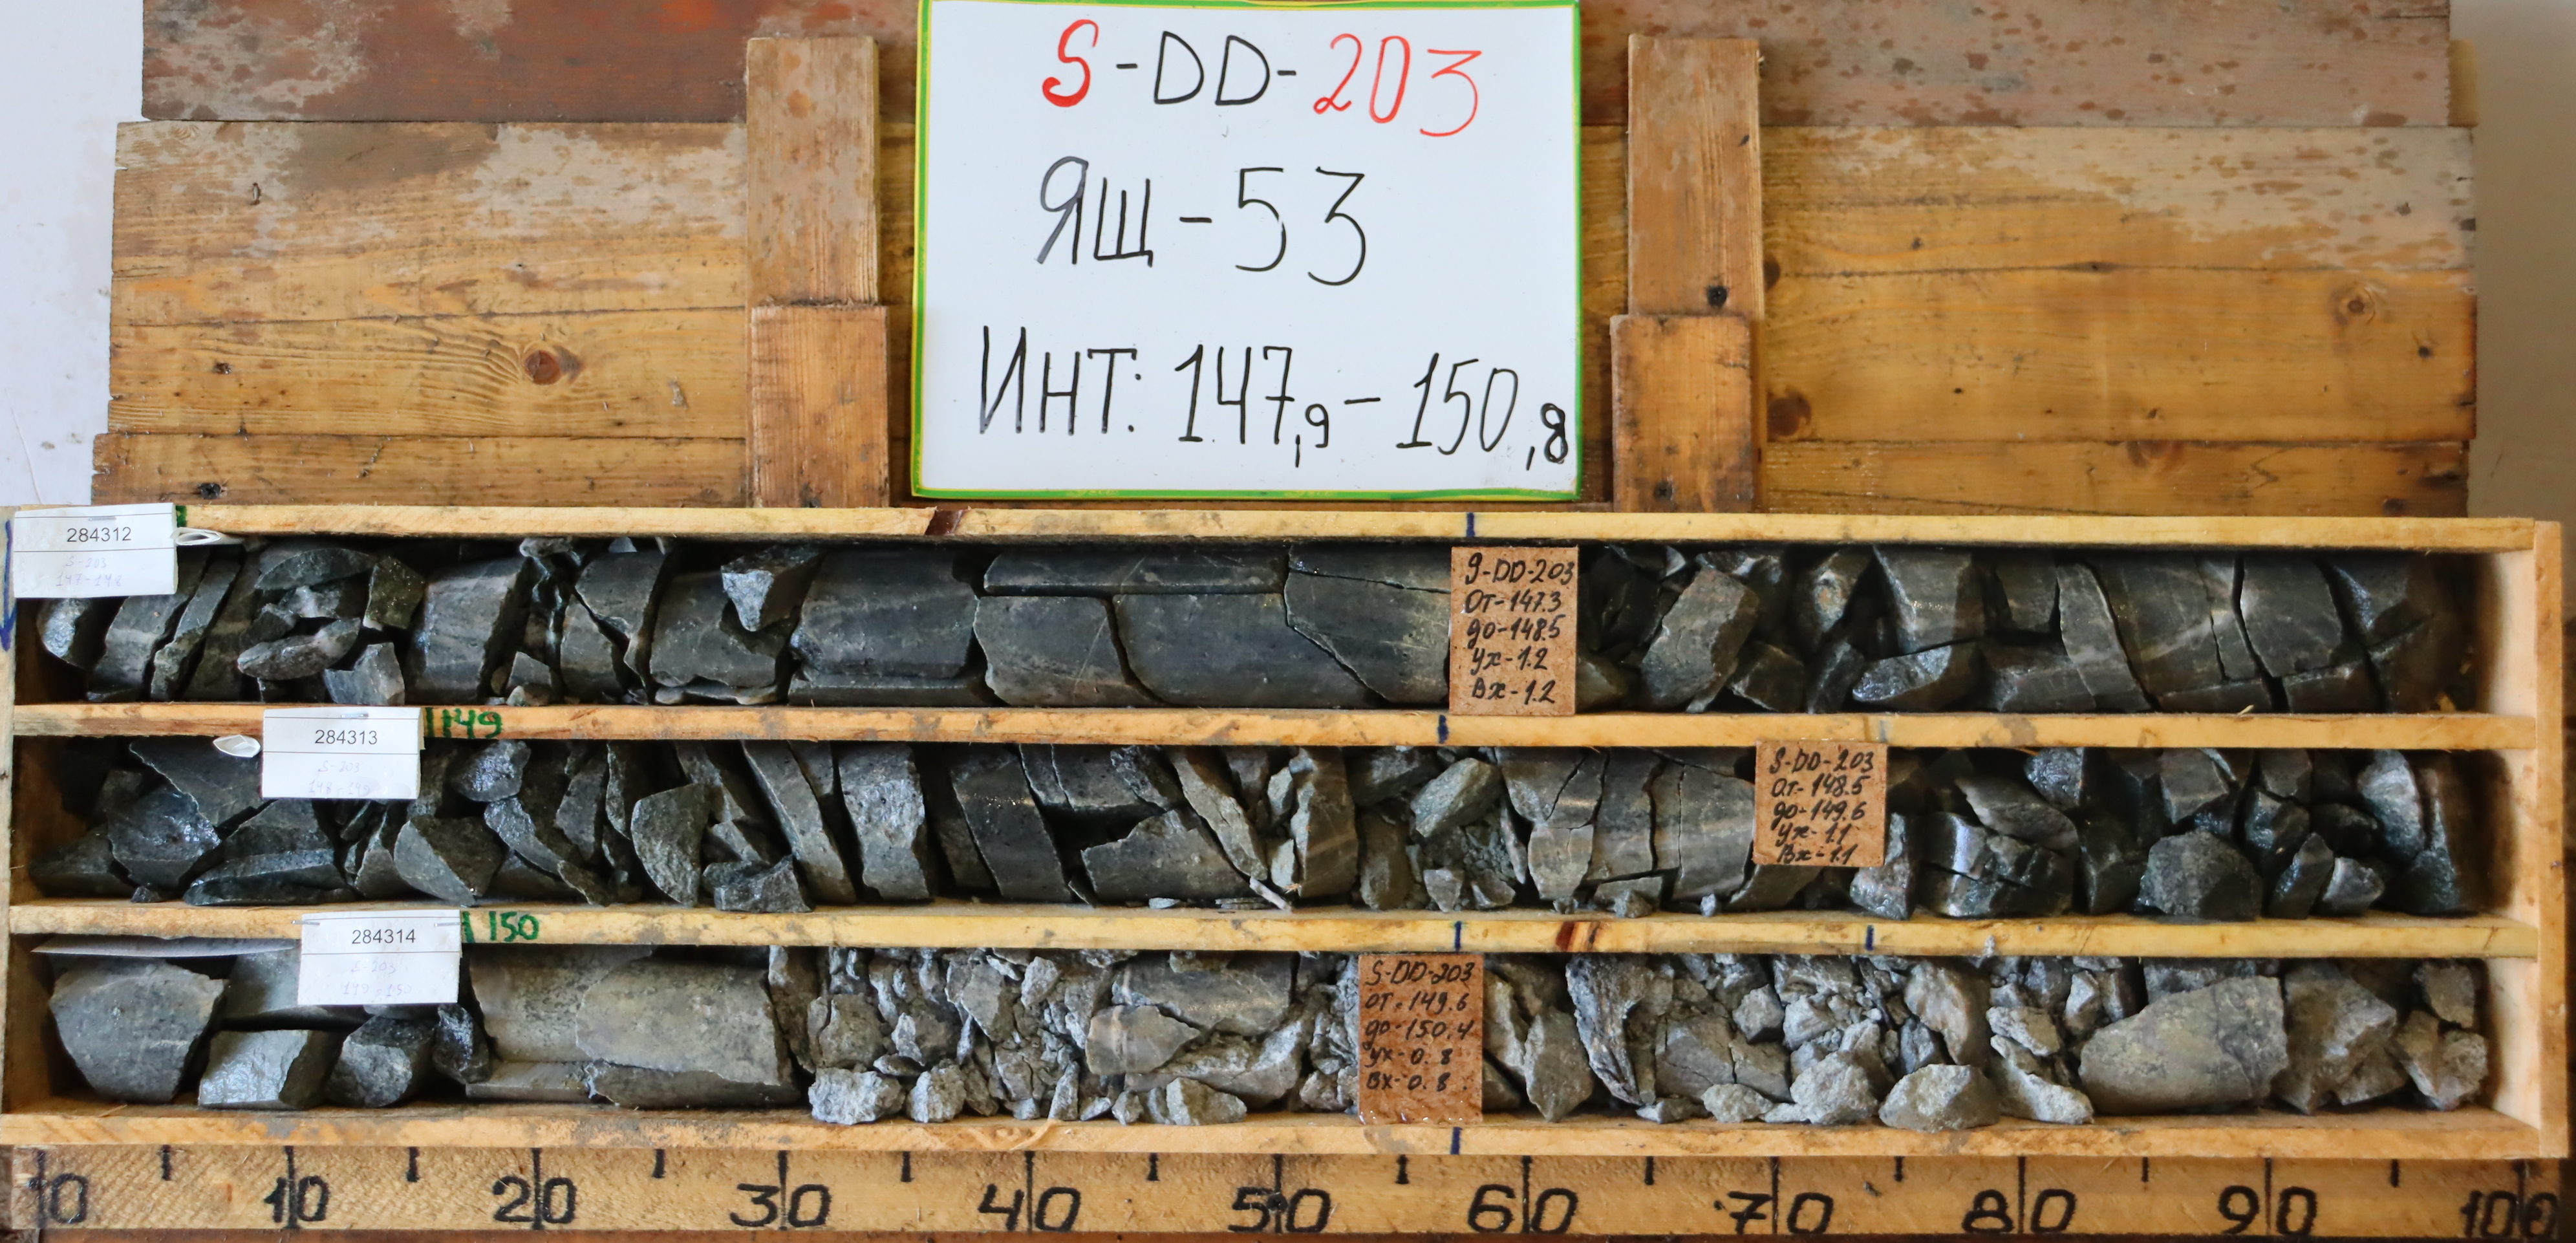 S-DD-203
ЯЩ-53
ИНТ: 147,9-150,8
284312
S-203
147-148
S-DD-203
От-147.3
до-148.5
ух-1.2
Вх-1.2
149
284313
S-203
148-149
S-DD-203
От-148.5
до-149.6
ух-1.1
Вх-1.1
150
284314
S-203
149-150
S-DD-203
от-149.6
до-150.4
ух-0.8
Вх-0.8
0 10 20 30 40 50 60 70 80 90 100